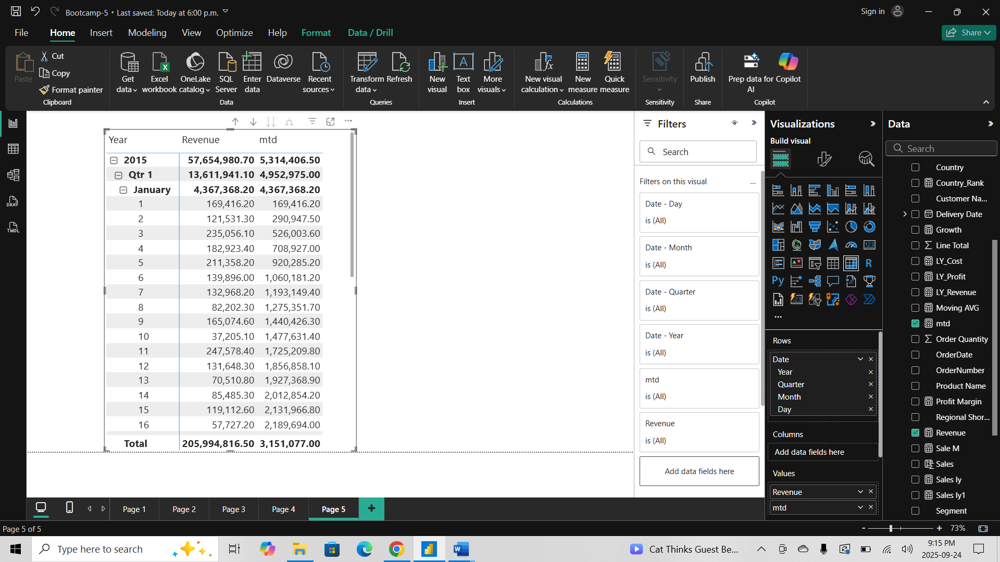 Bootcamp-5 • Last saved: Today at 6:00 p.m.
Sign in
File Home Insert Modeling View Optimize Help Format Data / Drill
Share
Paste
Cut
Copy
Format painter
Clipboard
Get data
Excel workbook
OneLake catalog
SQL Server
Enter data
Dataverse
Recent sources
Data
Transform data
Refresh
Queries
New visual
Text box
More visuals
Insert
New visual calculation
New measure
Quick measure
Calculations
Sensitivity
Sensitivity
Publish
Share
Prep data for AI
Copilot
Copilot
DAX
TMDL
Year Revenue mtd
2015 57,654,980.70 5,314,406.50
Qtr 1 13,611,941.10 4,952,975.00
January 4,367,368.20 4,367,368.20
1 169,416.20 169,416.20
2 121,531.30 290,947.50
3 235,056.10 526,003.60
4 182,923.40 708,927.00
5 211,358.20 920,285.20
6 139,896.00 1,060,181.20
7 132,968.20 1,193,149.40
8 82,202.30 1,275,351.70
9 165,074.60 1,440,426.30
10 37,205.10 1,477,631.40
11 247,578.40 1,725,209.80
12 131,648.30 1,856,858.10
13 70,510.80 1,927,368.90
14 85,485.30 2,012,854.20
15 119,112.60 2,131,966.80
16 57,727.20 2,189,694.00
Total 205,994,816.50 3,151,077.00
Filters
Search
Filters on this visual
Date - Day
is (All)
Date - Month
is (All)
Date - Quarter
is (All)
Date - Year
is (All)
mtd
is (All)
Revenue
is (All)
Add data fields here
Visualizations
Build visual
123
R
Py
123
Rows
Date
Year
Quarter
Month
Day
Columns
Add data fields here
Values
Revenue
mtd
Data
Search
Country
Country_Rank
Customer Na...
Delivery Date
Growth
Line Total
LY_Cost
LY_Profit
LY_Revenue
Moving AVG
mtd
Order Quantity
OrderDate
OrderNumber
Product Name
Profit Margin
Regional Shor...
Revenue
Sale M
Sales
Sales ly
Sales ly1
Segment
Page 1 Page 2 Page 3 Page 4 Page 5
Page 5 of 5
73%
Type here to search
Cat Thinks Guest Be...
9:15 PM
2025-09-24